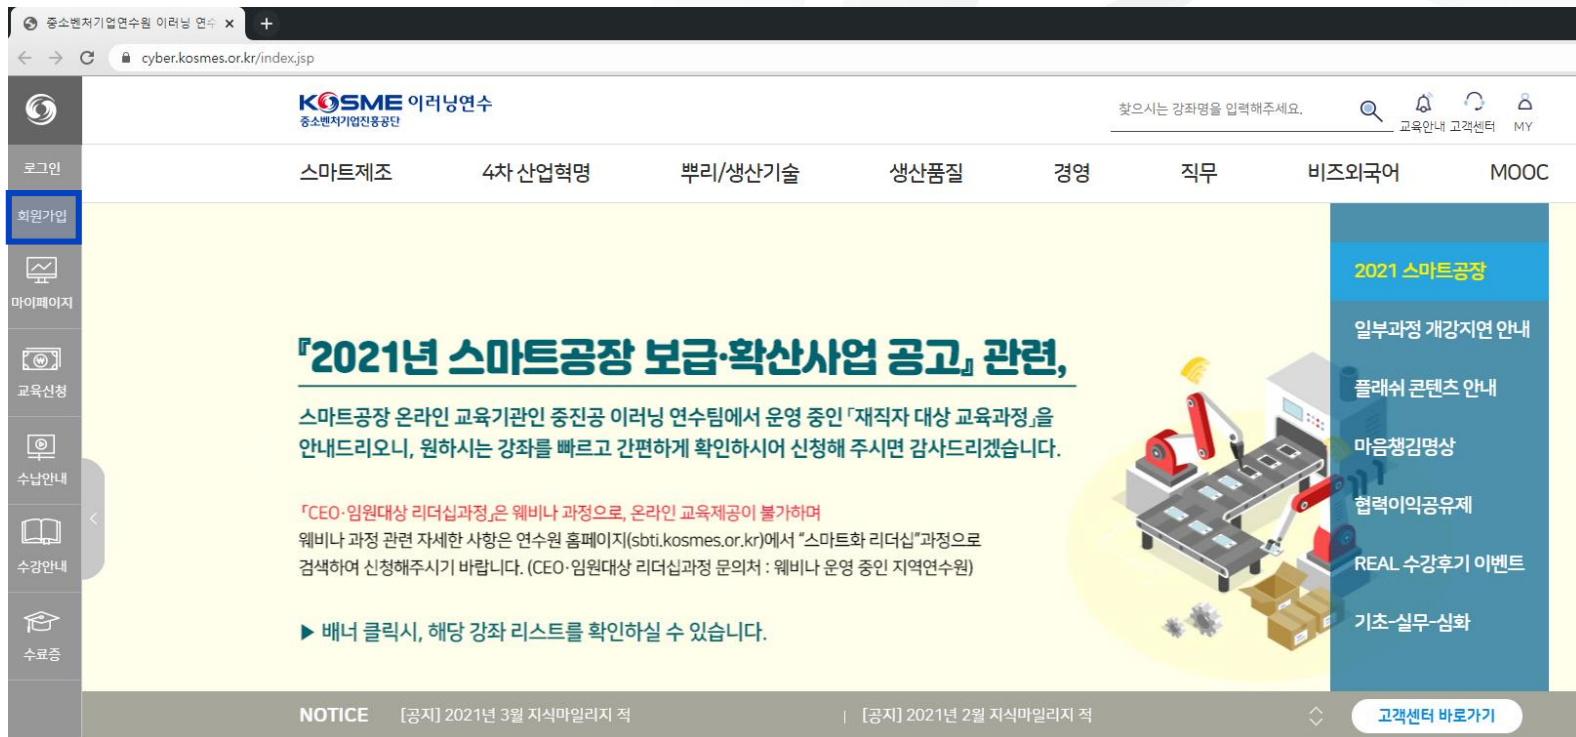 중소벤처기업연수원 이러닝 연수
cyber.kosmes.or.kr/index.jsp
KOSME 이러닝연수
중소벤처기업진흥공단
찾으시는 강좌명을 입력해주세요.
교육안내 고객센터 MY
로그인
회원가입
마이페이지
교육신청
수납안내
수강안내
수료증
스마트제조 4차 산업혁명 뿌리/생산기술 생산품질 경영 직무 비즈외국어 MOOC
『2021년 스마트공장 보급·확산사업 공고』 관련,
스마트공장 온라인 교육기관인 중진공 이러닝 연수팀에서 운영 중인 「재직자 대상 교육과정」을
안내드리오니, 원하시는 강좌를 빠르고 간편하게 확인하시어 신청해 주시면 감사드리겠습니다.
「CEO·임원대상 리더십과정」은 웨비나 과정으로, 온라인 교육제공이 불가하며
웨비나 과정 관련 자세한 사항은 연수원 홈페이지(sbti.kosmes.or.kr)에서 “스마트화 리더십”과정으로
검색하여 신청해주시기 바랍니다. (CEO·임원대상 리더십과정 문의처 : 웨비나 운영 중인 지역연수원)
▶ 배너 클릭시, 해당 강좌 리스트를 확인하실 수 있습니다.
2021 스마트공장
일부과정 개강지연 안내
플래쉬 콘텐츠 안내
마음챙김명상
협력이익공유제
REAL 수강후기 이벤트
기초-실무-심화
NOTICE [공지] 2021년 3월 지식마일리지 적 | [공지] 2021년 2월 지식마일리지 적
고객센터 바로가기